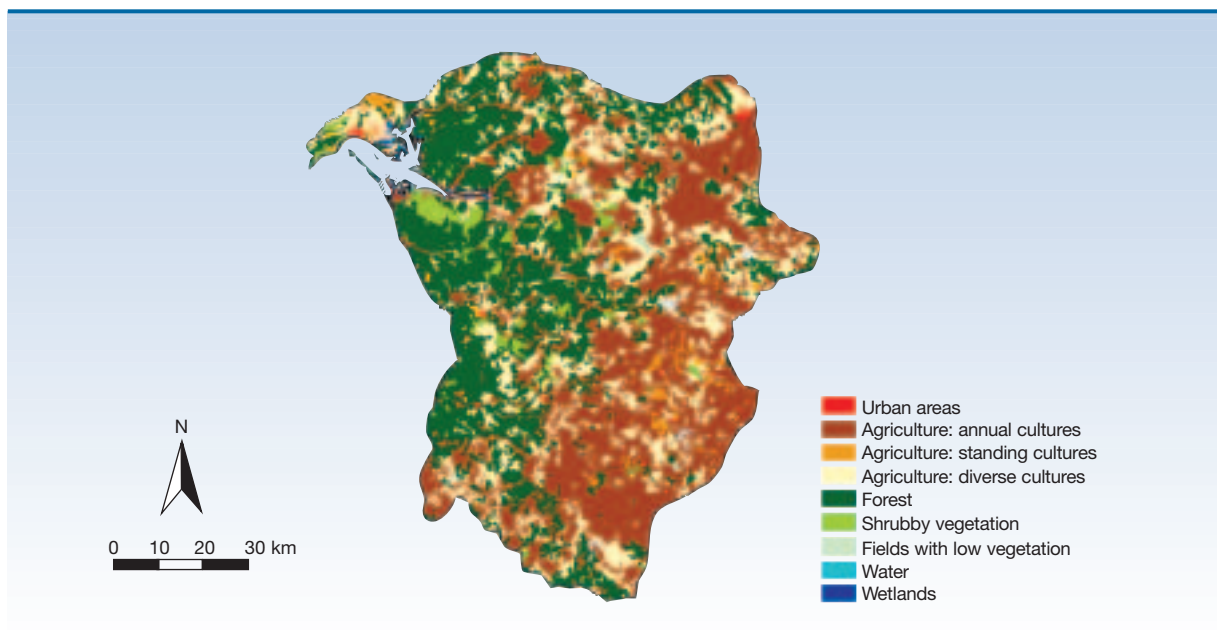 N
0 10 20 30 km
Urban areas
Agriculture: annual cultures
Agriculture: standing cultures
Agriculture: diverse cultures
Forest
Shrubby vegetation
Fields with low vegetation
Water
Wetlands